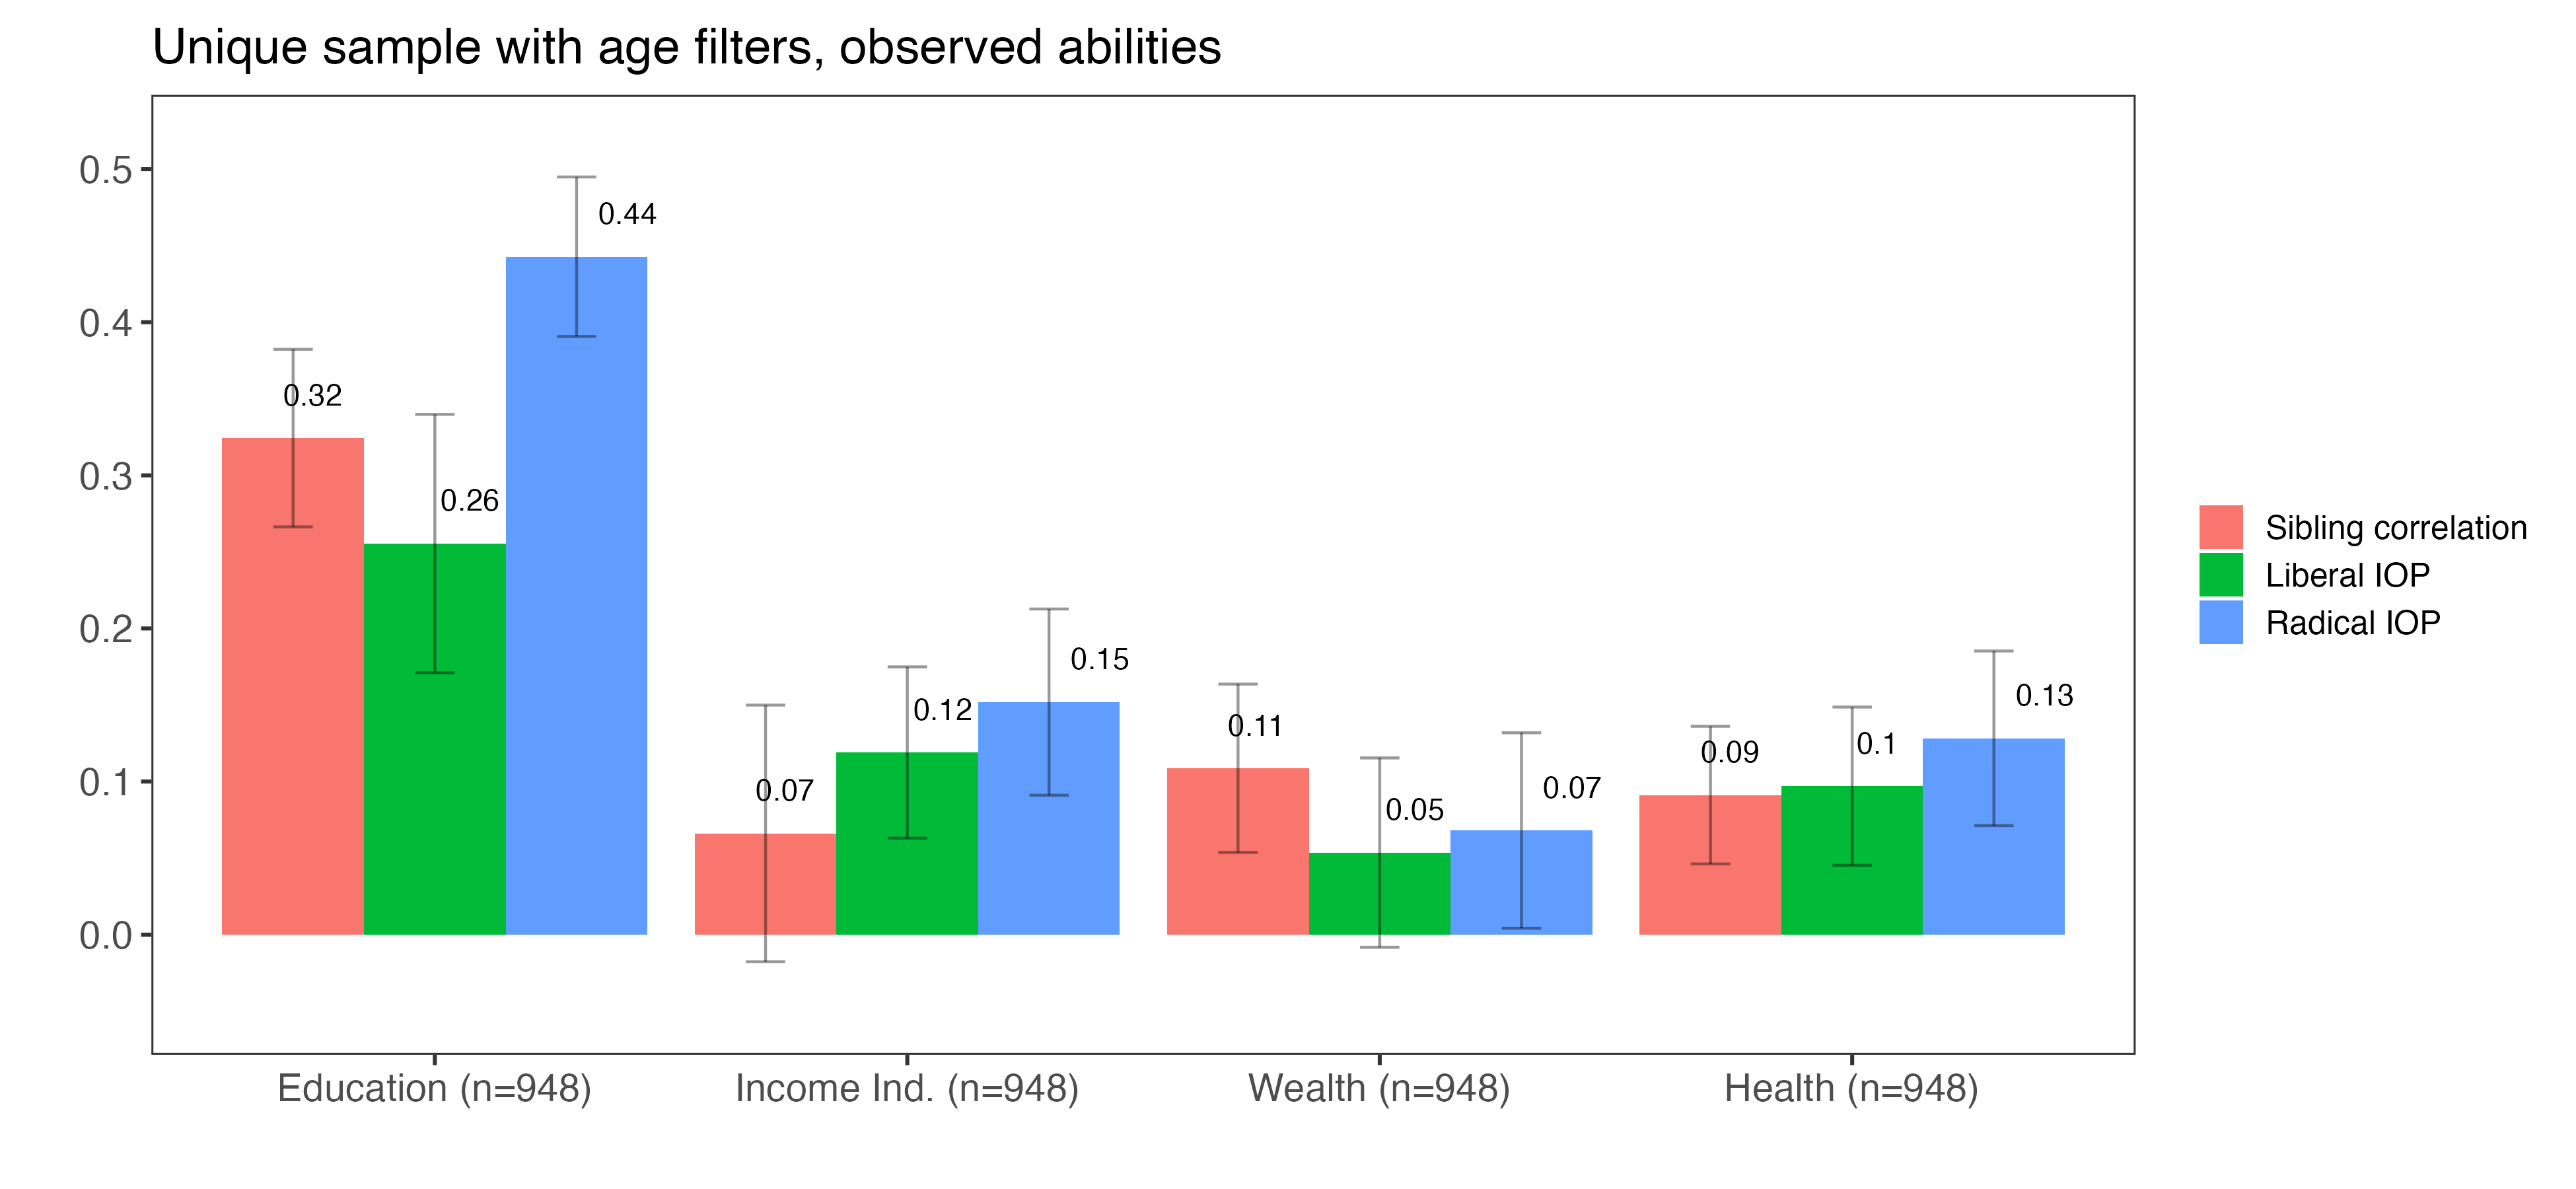 Unique sample with age filters, observed abilities
0.5
0.4
0.3
0.2
0.1
0.0
0.32
0.26
0.44
0.07
0.12
0.15
0.11
0.05
0.07
0.09
0.1
0.13
Education (n=948)
Income Ind. (n=948)
Wealth (n=948)
Health (n=948)
Sibling correlation
Liberal IOP
Radical IOP